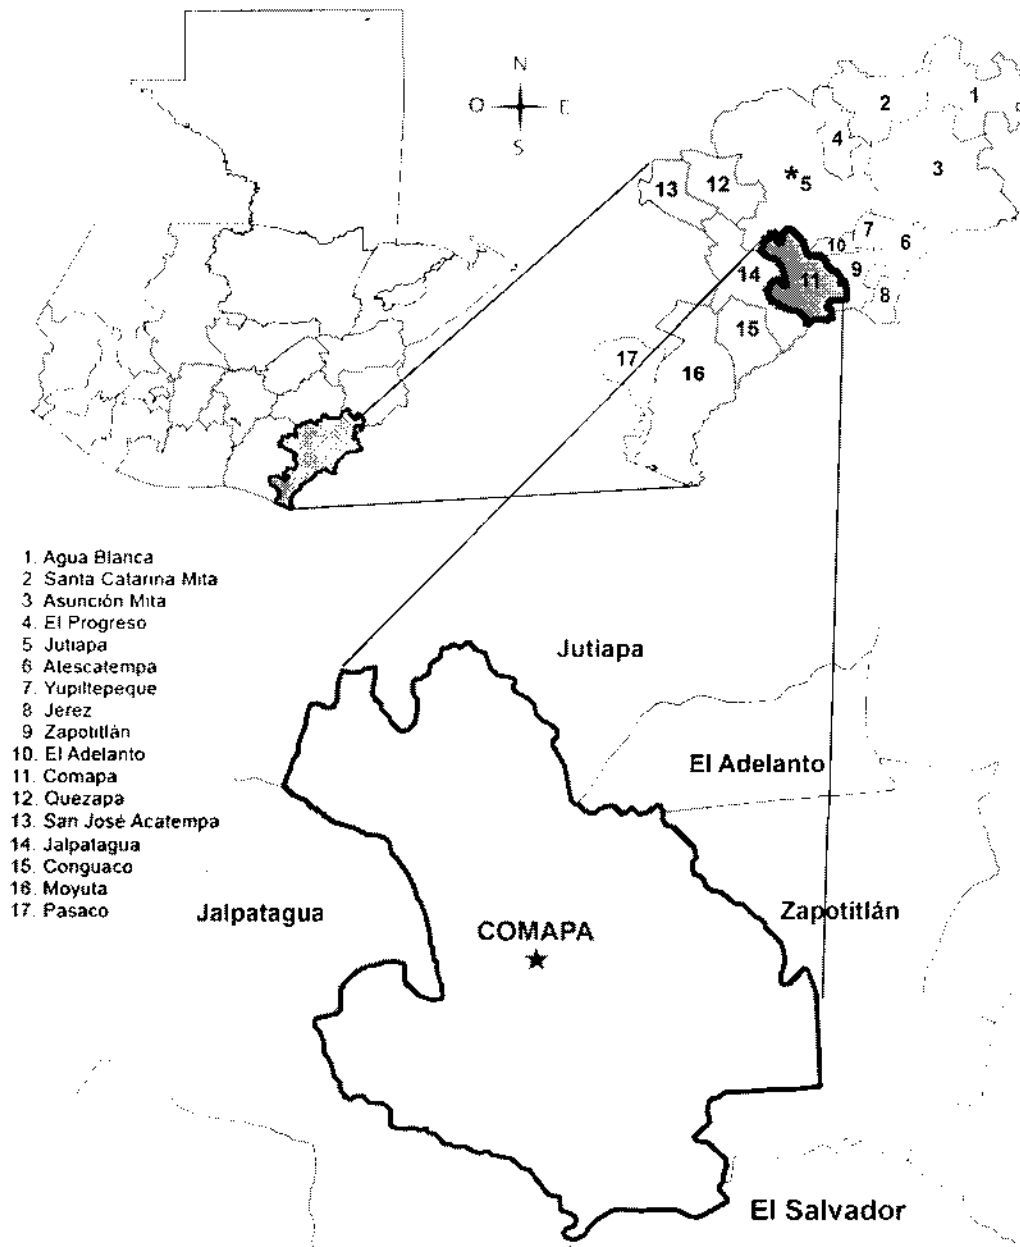 N
O E
S
1
2
4
3
*5
12
13
7
6
10
9
14
11
8
15
17
16
1. Agua Blanca
2 Santa Catarina Mita
3 Asunción Mita
4. El Progreso
5 Jutiapa
6 Atescatempa
7. Yupiltepeque
8 Jerez
9 Zapotitlán
10. El Adelanto
11. Comapa
12. Quezapa
13. San José Acatempa
14. Jalpatagua
15. Conguaco
16. Moyuta
17. Pasaco
Jutiapa
El Adelanto
Jalpatagua
Zapotitlán
COMAPA
El Salvador